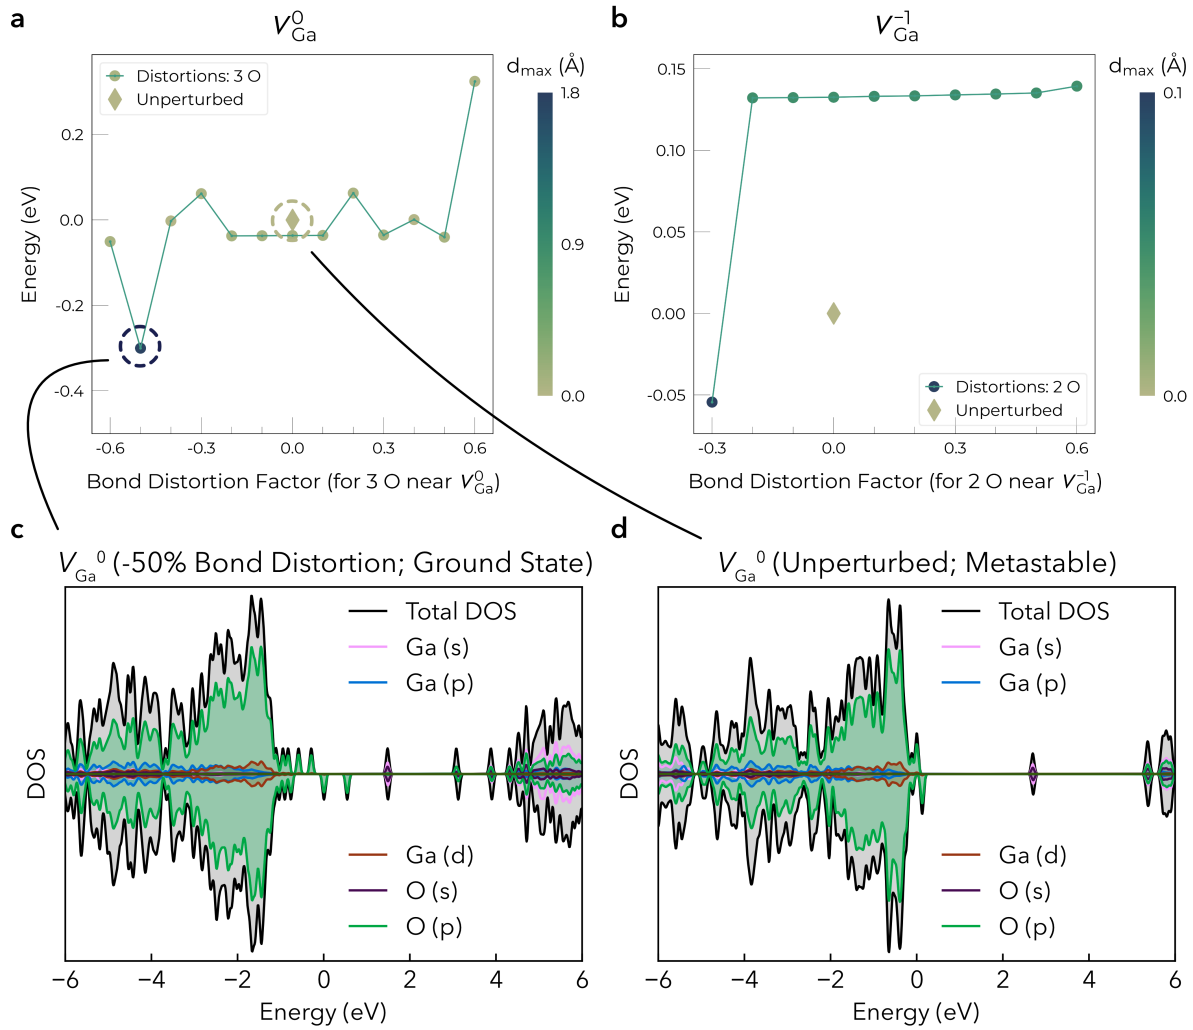 a
V⁰Ga
Distortions: 3 O
Unperturbed
0.2
0.0
-0.2
-0.4
Energy (eV)
-0.6
-0.3
0.0
0.3
0.6
Bond Distortion Factor (for 3 O near V⁰Ga)
dmax (Å)
1.8
0.9
0.0
b
V⁻¹Ga
0.15
0.10
0.05
0.00
-0.05
Energy (eV)
Distortions: 2 O
Unperturbed
-0.3
0.0
0.3
0.6
Bond Distortion Factor (for 2 O near V⁻¹Ga)
dmax (Å)
0.1
0.0
c
VGa⁰ (-50% Bond Distortion; Ground State)
Total DOS
Ga (s)
Ga (p)
Ga (d)
O (s)
O (p)
DOS
−6
−4
−2
0
2
4
6
Energy (eV)
d
VGa⁰ (Unperturbed; Metastable)
Total DOS
Ga (s)
Ga (p)
Ga (d)
O (s)
O (p)
DOS
−6
−4
−2
0
2
4
6
Energy (eV)